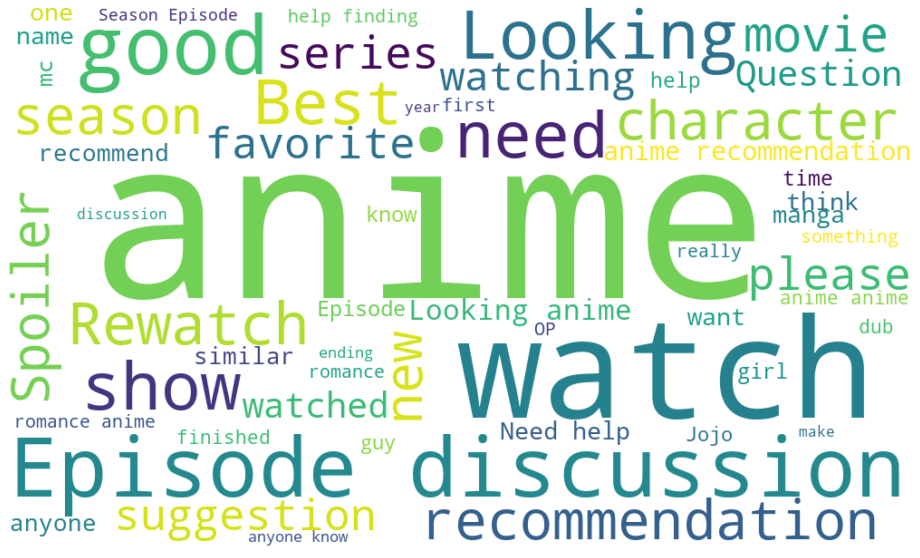 one
Season Episode
help finding
name
good
series
Looking
movie
mc
watching
help
Question
season
Best
year
first
need
character
recommend
favorite
anime recommendation
anime
time
think
manga
discussion
know
really
something
Spoiler
please
anime anime
Rewatch
Episode
Looking anime
want
dub
new
OP
watch
show
similar
ending
romance
girl
watched
romance anime
finished
guy
Need help
Jojo
make
Episode
discussion
anyone
suggestion
anyone know
recommendation